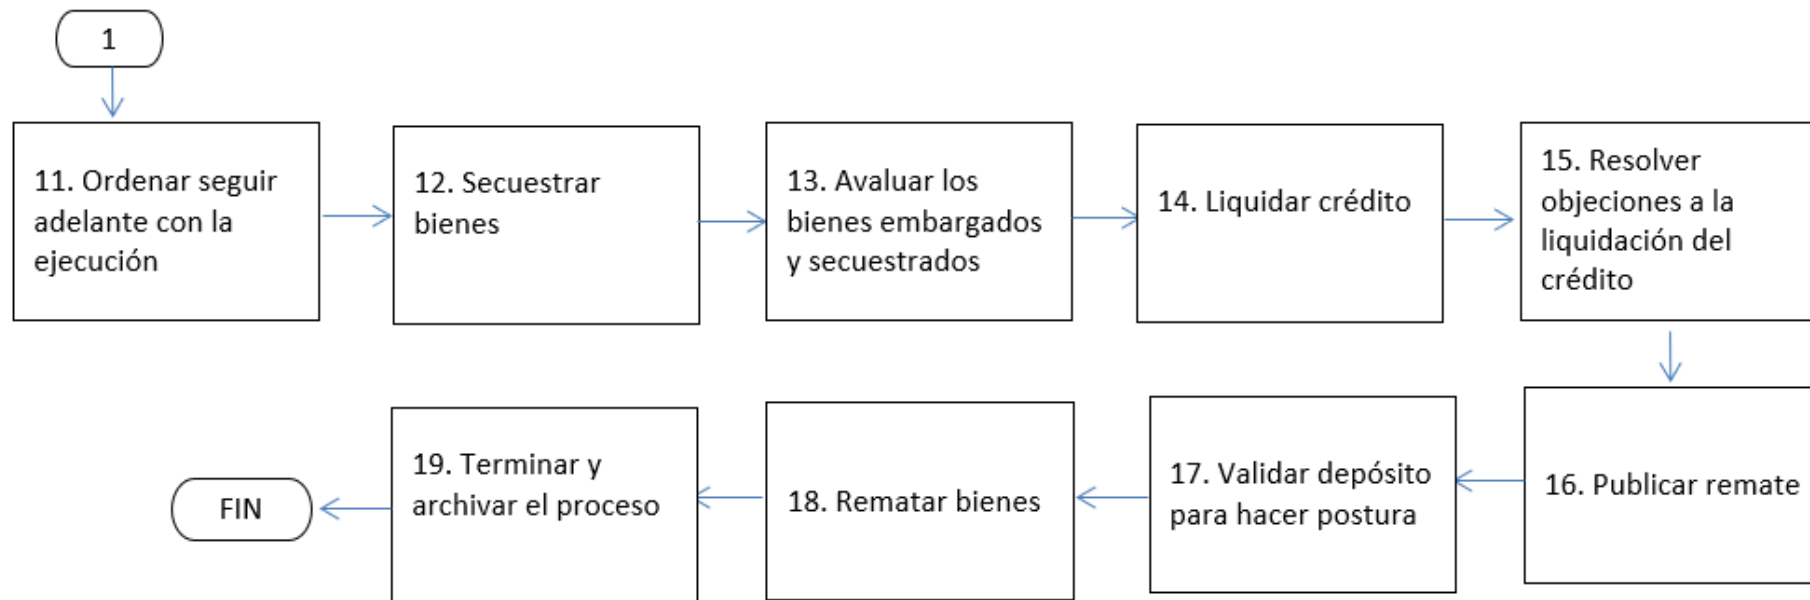 1
11. Ordenar seguir
adelante con la
ejecución
12. Secuestrar
bienes
13. Avaluar los
bienes embargados
y secuestrados
14. Liquidar crédito
15. Resolver
objeciones a la
liquidación del
crédito
16. Publicar remate
17. Validar depósito
para hacer postura
18. Rematar bienes
19. Terminar y
archivar el proceso
FIN